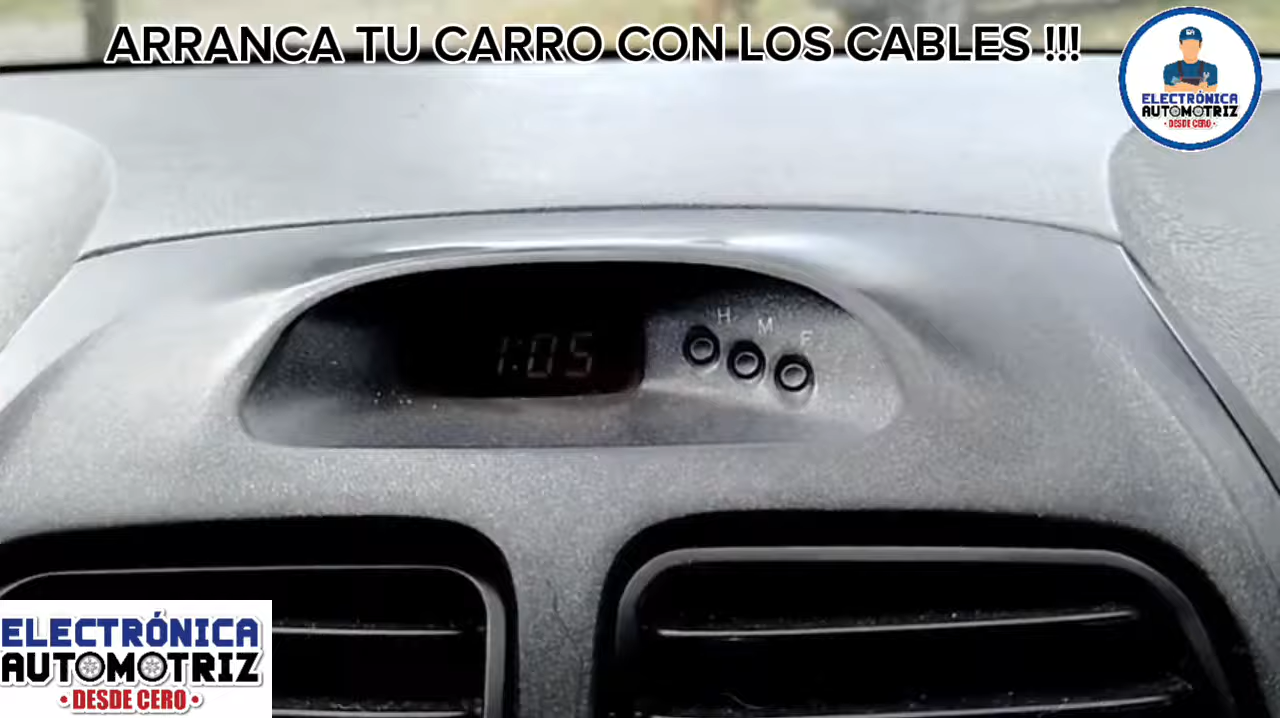 ARRANCA TU CARRO CON LOS CABLES !!!
ELECTRÓNICA
AUTOMOTRIZ
• DESDE CERO •
1:05
H M
ELECTRÓNICA
AUTOMOTRIZ
• DESDE CERO •